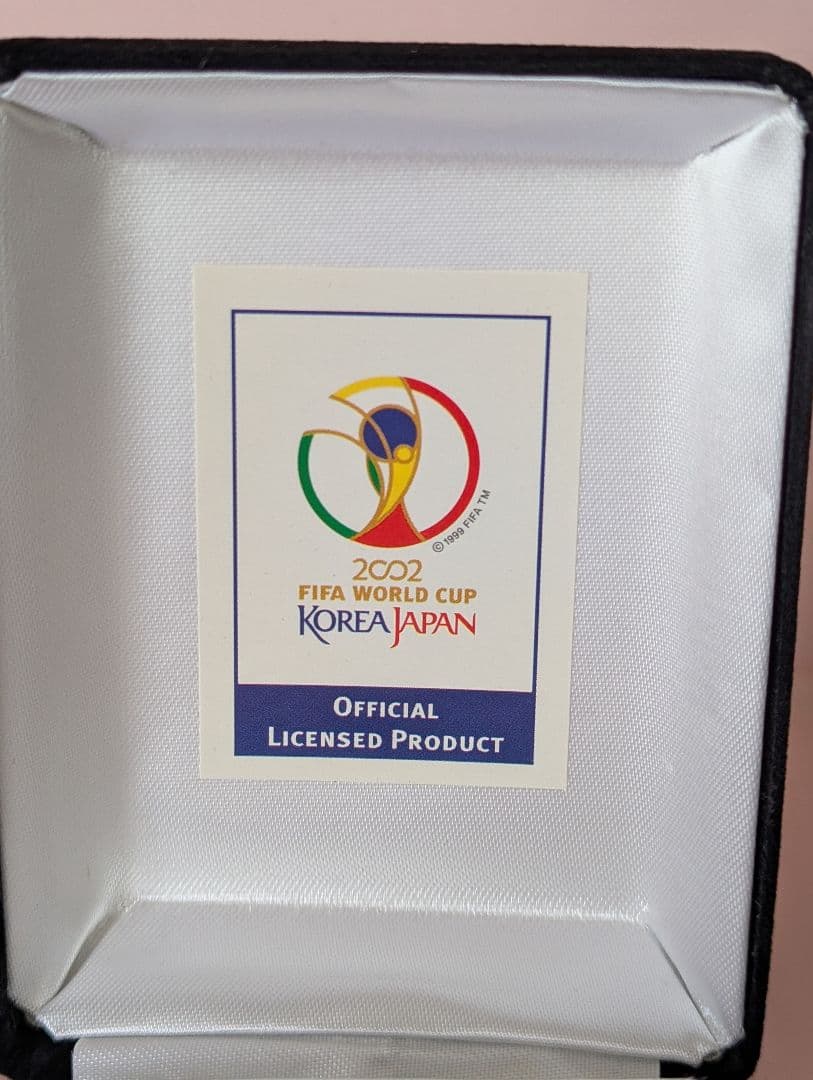 © 1999 FIFA TM
2002
FIFA WORLD CUP
KOREA JAPAN
OFFICIAL
LICENSED PRODUCT